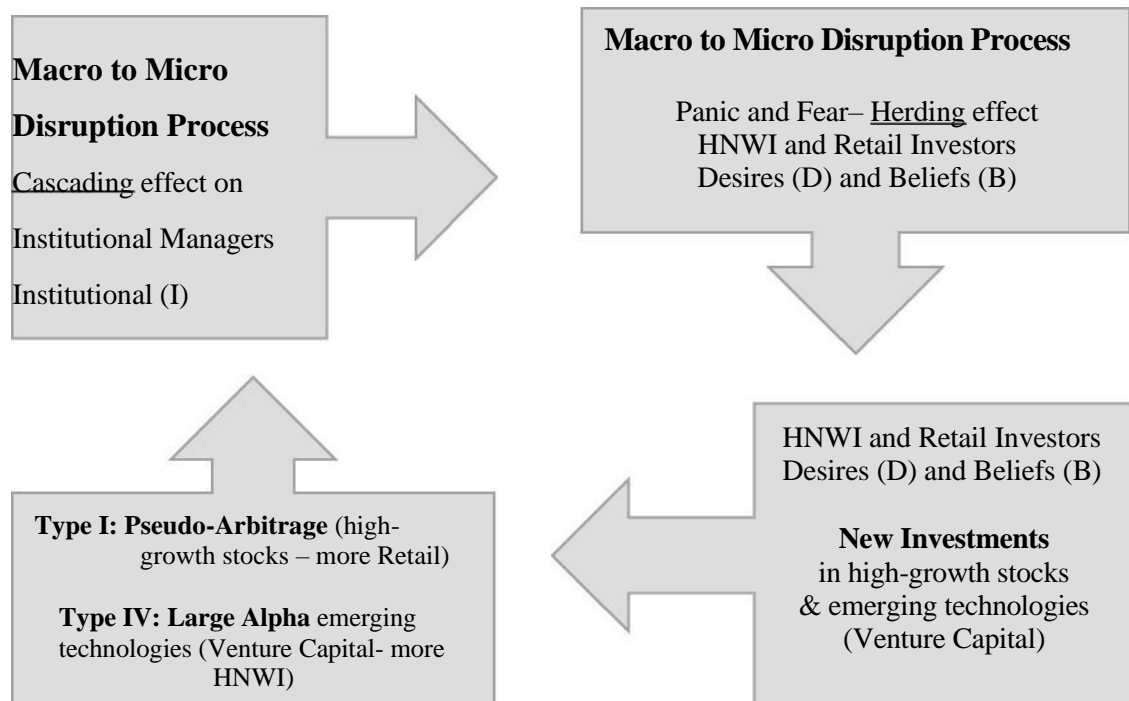 Macro to Micro
Disruption Process
Cascading effect on
Institutional Managers
Institutional (I)
Macro to Micro Disruption Process
Panic and Fear– Herding effect
HNWI and Retail Investors
Desires (D) and Beliefs (B)
HNWI and Retail Investors
Desires (D) and Beliefs (B)
New Investments
in high-growth stocks
& emerging technologies
(Venture Capital)
Type I: Pseudo-Arbitrage (high-
growth stocks – more Retail)
Type IV: Large Alpha emerging
technologies (Venture Capital- more
HNWI)